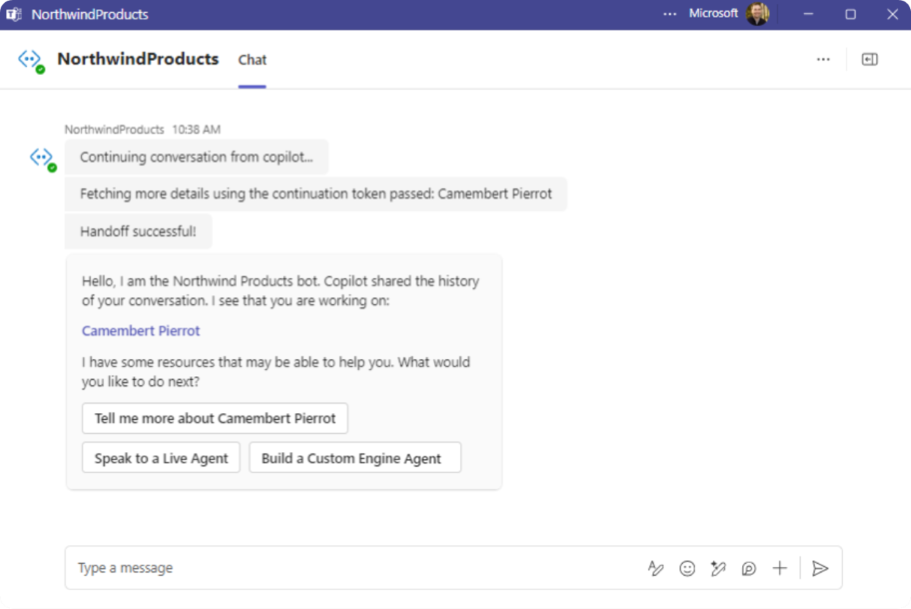 NorthwindProducts
Microsoft
NorthwindProducts Chat
NorthwindProducts 10:38 AM
Continuing conversation from copilot...
Fetching more details using the continuation token passed: Camembert Pierrot
Handoff successful!
Hello, I am the Northwind Products bot. Copilot shared the history
of your conversation. I see that you are working on:
Camembert Pierrot
I have some resources that may be able to help you. What would
you like to do next?
Tell me more about Camembert Pierrot
Speak to a Live Agent Build a Custom Engine Agent
Type a message